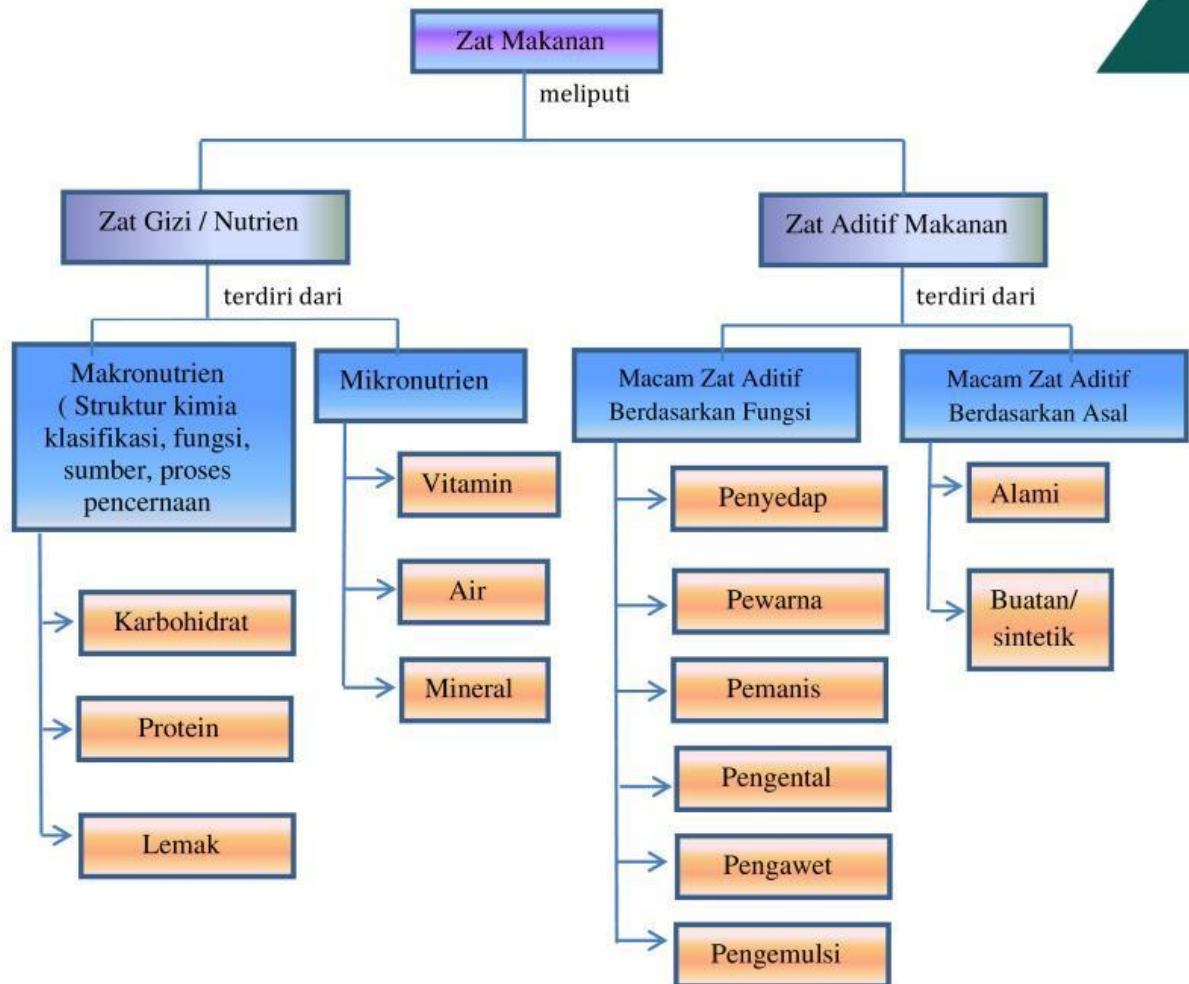 Zat Makanan
meliputi
Zat Gizi / Nutrien
Zat Aditif Makanan
terdiri dari
terdiri dari
Makronutrien
( Struktur kimia
klasifikasi, fungsi,
sumber, proses
pencernaan
Mikronutrien
Macam Zat Aditif
Berdasarkan Fungsi
Macam Zat Aditif
Berdasarkan Asal
Karbohidrat
Protein
Lemak
Vitamin
Air
Mineral
Penyedap
Pewarna
Pemanis
Pengental
Pengawet
Pengemulsi
Alami
Buatan/
sintetik